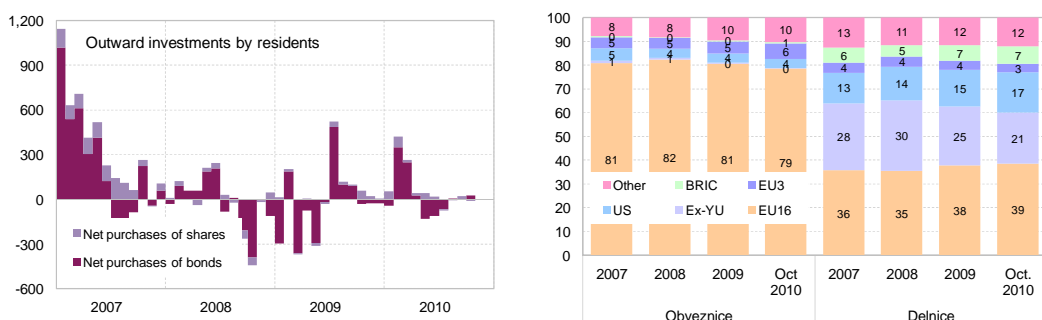 1,200
900
600
300
0
-300
-600
Outward investments by residents
Net purchases of shares
Net purchases of bonds
2007 2008 2009 2010
100
90
80
70
60
50
40
30
20
10
0
8 8 10 10 13 11 12 12
0 0 0 1 6 5 7 7
5 5 5 6 4 4 4 3
5 4 4 4 13 14 15 17
1 1 0 0 28 30 25 21
81 82 81 79 36 35 38 39
Other BRIC EU3
US Ex-YU EU16
2007 2008 2009 Oct 2007 2008 2009 Oct.
2010 2010
Obveznice Delnice